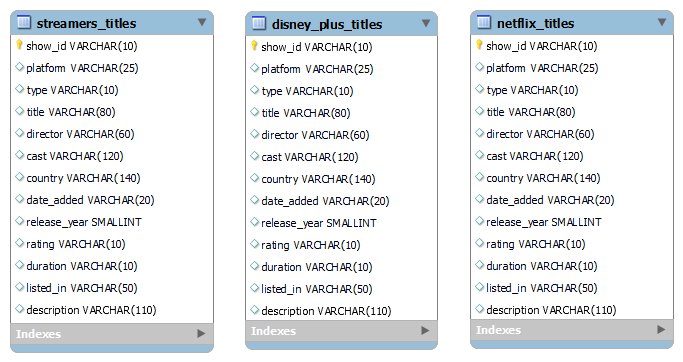 streamers_titles
show_id VARCHAR(10)
platform VARCHAR(25)
type VARCHAR(10)
title VARCHAR(80)
director VARCHAR(60)
cast VARCHAR(120)
country VARCHAR(140)
date_added VARCHAR(20)
release_year SMALLINT
rating VARCHAR(10)
duration VARCHAR(10)
listed_in VARCHAR(50)
description VARCHAR(110)
Indexes
disney_plus_titles
show_id VARCHAR(10)
platform VARCHAR(25)
type VARCHAR(10)
title VARCHAR(80)
director VARCHAR(60)
cast VARCHAR(120)
country VARCHAR(140)
date_added VARCHAR(20)
release_year SMALLINT
rating VARCHAR(10)
duration VARCHAR(10)
listed_in VARCHAR(50)
description VARCHAR(110)
Indexes
netflix_titles
show_id VARCHAR(10)
platform VARCHAR(25)
type VARCHAR(10)
title VARCHAR(80)
director VARCHAR(60)
cast VARCHAR(120)
country VARCHAR(140)
date_added VARCHAR(20)
release_year SMALLINT
rating VARCHAR(10)
duration VARCHAR(10)
listed_in VARCHAR(50)
description VARCHAR(110)
Indexes